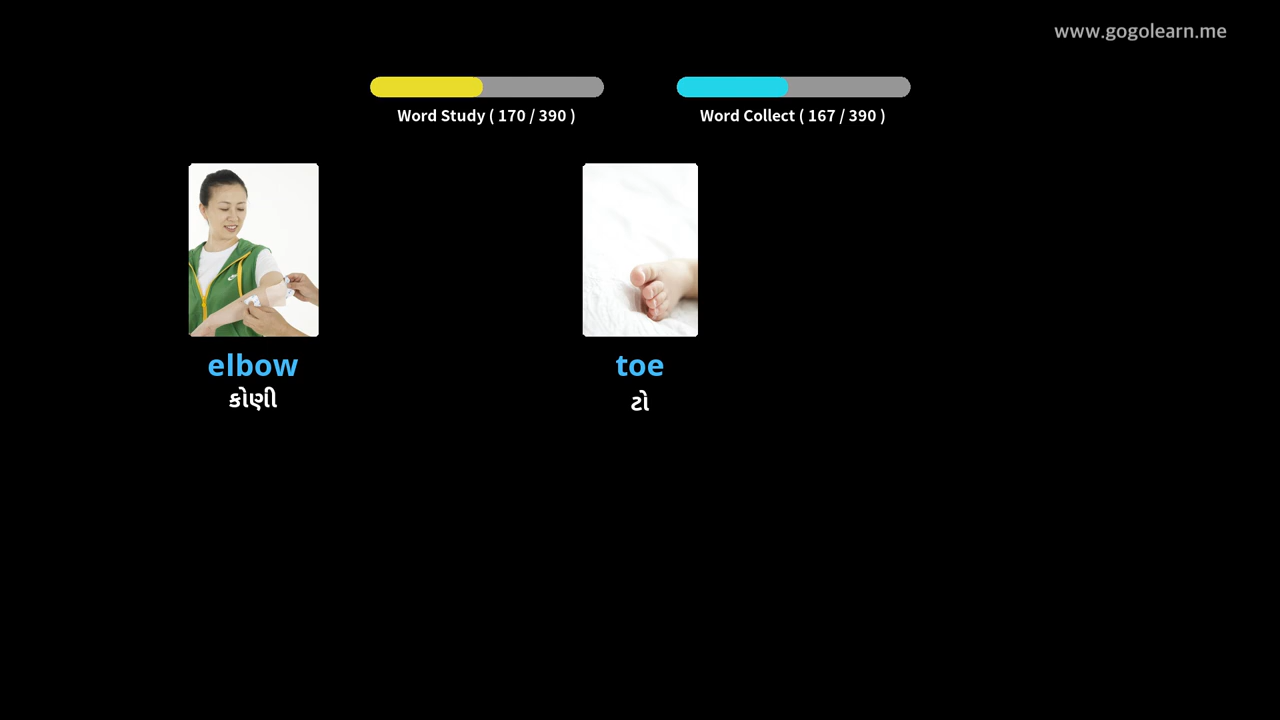 www.gogolearn.me
Word Study ( 170 / 390 )
Word Collect ( 167 / 390 )
elbow
કોણી
toe
ટો